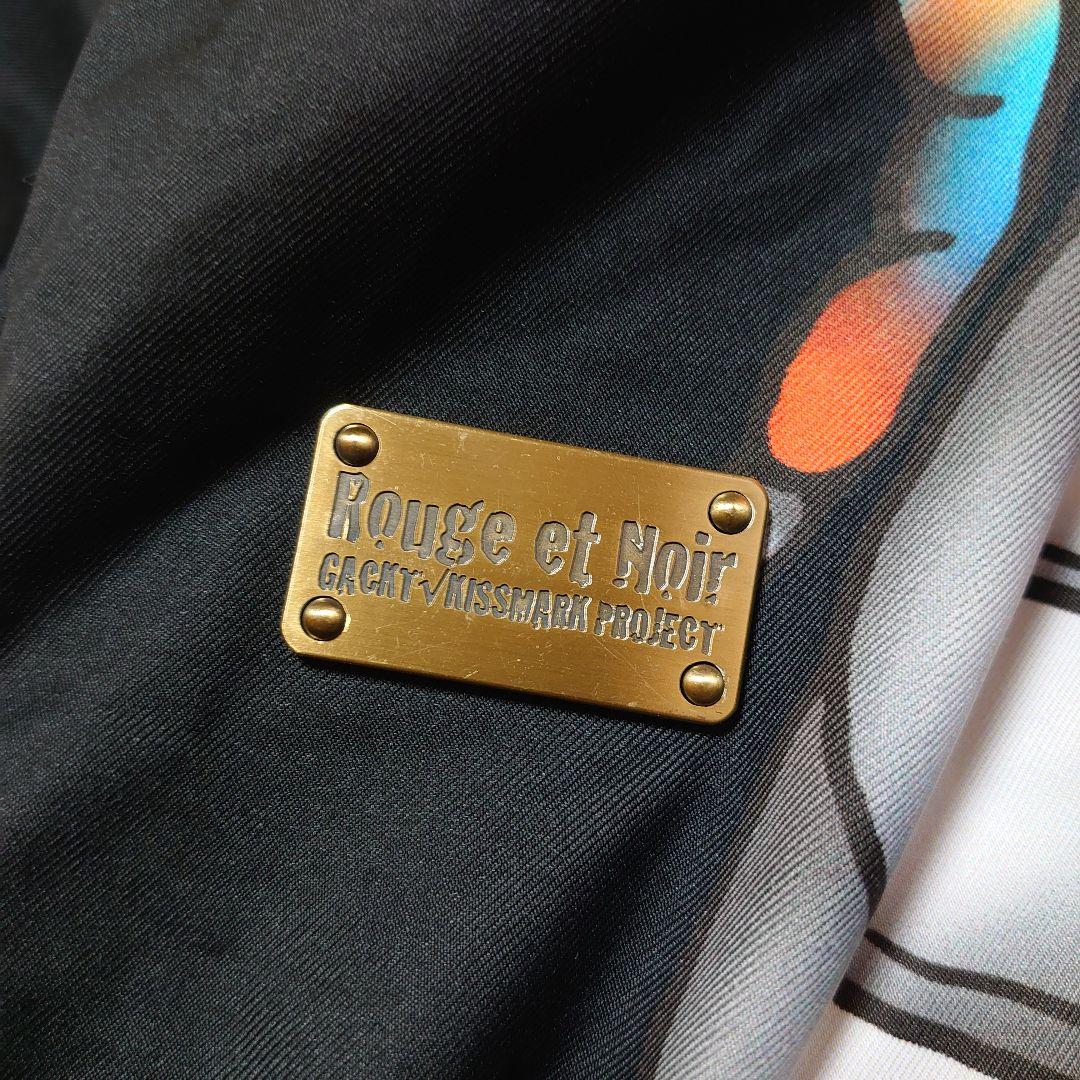 Rouge et Noir
GACKT√KISSMARK PROJECT